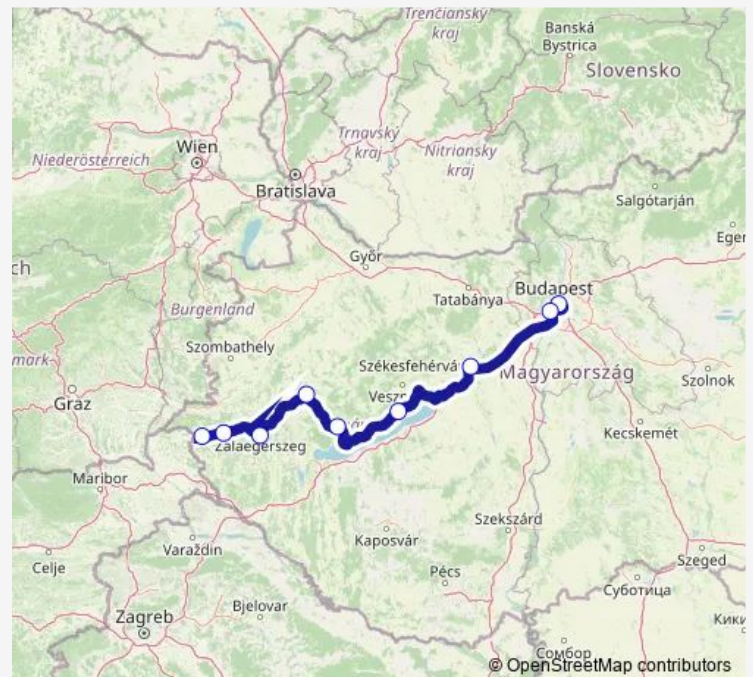 Trenčiansky
kraj
Banská
Bystrica
Slovensko
Trnavský
kraj
Nitriansky
kraj
Wien
Niederösterreich
Bratislava
Salgótarján
Eger
ch
Győr
Budapest
Tatabánya
Burgenland
Szombathely
mark
Székesfehérvár
Magyarország
Szolnok
Graz
Zalaegerszeg
Kecskemét
Maribor
Szekszárd
Kaposvár
Varaždin
Celje
Szeged
Pécs
Суботица
Bjelovar
Zagreb
Сомбор
© OpenStreetMap contributors